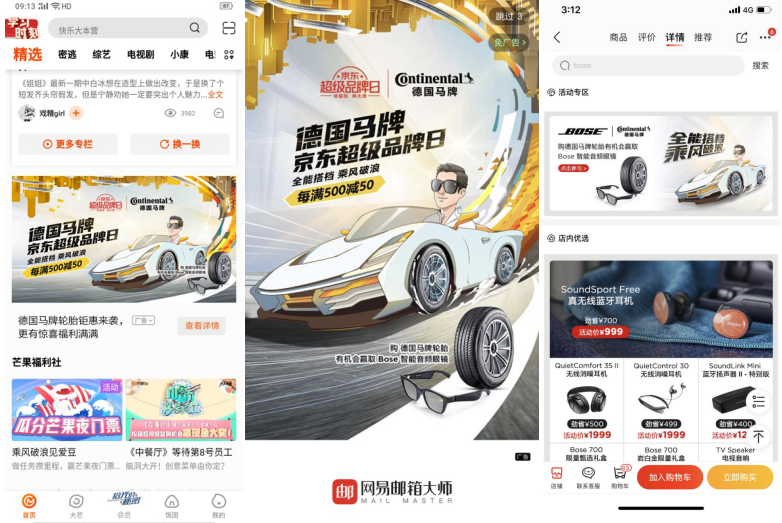 09:13
HD
87
学习
时刻
快乐大本营
精选
密逃
综艺
电视剧
小康
《姐姐》最新一期中白冰想在造型上做出改变，于是换了个
短发齐头帘假发，但是宁静劝她一定要突出个人魅力...全文
戏精girl
3982
更多专栏
换一换
京东
超级品牌日
Continental
德国马牌
德国马牌
京东超级品牌日
全能搭档 乘风破浪
每满500减50
德国马牌轮胎钜惠来袭，
广告
更有惊喜福利满满
查看详情
芒果福利社
活动
瓜分芒果夜门票
赢现金大奖！
乘风破浪见爱豆
《中餐厅》等待第8号员工
做任务攒里程，赢芒果夜门票...
脑洞大开！创意菜单由你定？
首页
大芒
会员
饭团
我的
跳过 3
免广告
京东
超级品牌日
Continental
德国马牌
德国马牌
京东超级品牌日
全能搭档 乘风破浪
每满500减50
购 德国马牌轮胎
有机会赢取 Bose 智能音频眼镜
广告
邮
网易邮箱大师
MAIL MASTER
3:12
4G
商品
评价
详情
推荐
6
bose
搜索
活动专区
BOSE
Continental
德国马牌
购德国马牌轮胎有机会赢取
Bose 智能音频眼镜
点击参与
全能搭档
乘风破浪
店内优选
SoundSport Free
真无线蓝牙耳机
劲省¥700
活动价¥999
QuietComfort 35 II
无线消噪耳机
劲省¥500
活动价¥1999
QuietControl 30
无线消噪耳机
劲省¥499
活动价¥1999
SoundLink Mini
蓝牙扬声器 II - 特别版
劲省¥400
活动价¥12
Bose 700
限量甄选礼盒
Bose 700
岩白金限量礼盒
TV Speaker
电视音响
店铺
联系客服
购物车
加入购物车
立即购买